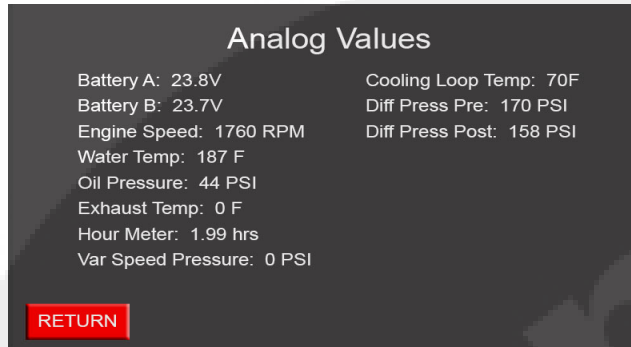 Analog Values
Battery A: 23.8V
Battery B: 23.7V
Engine Speed: 1760 RPM
Water Temp: 187 F
Oil Pressure: 44 PSI
Exhaust Temp: 0 F
Hour Meter: 1.99 hrs
Var Speed Pressure: 0 PSI
Cooling Loop Temp: 70F
Diff Press Pre: 170 PSI
Diff Press Post: 158 PSI
RETURN